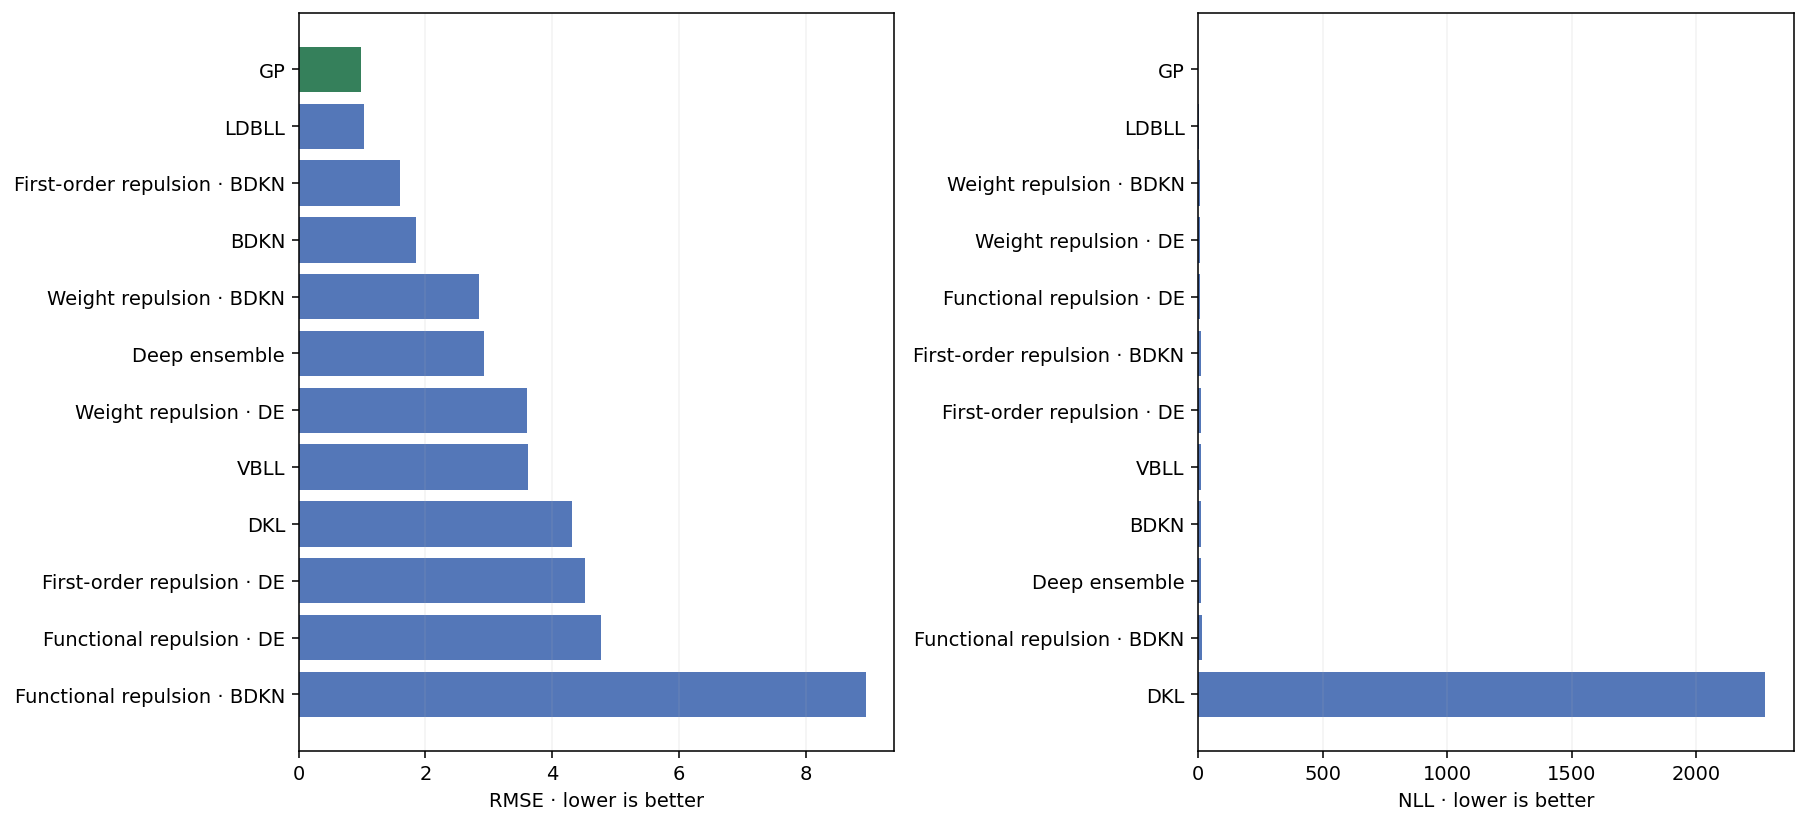 GP
LDBLL
First-order repulsion · BDKN
BDKN
Weight repulsion · BDKN
Deep ensemble
Weight repulsion · DE
VBLL
DKL
First-order repulsion · DE
Functional repulsion · DE
Functional repulsion · BDKN
0 2 4 6 8
RMSE · lower is better
GP
LDBLL
Weight repulsion · BDKN
Weight repulsion · DE
Functional repulsion · DE
First-order repulsion · BDKN
First-order repulsion · DE
VBLL
BDKN
Deep ensemble
Functional repulsion · BDKN
DKL
0 500 1000 1500 2000
NLL · lower is better